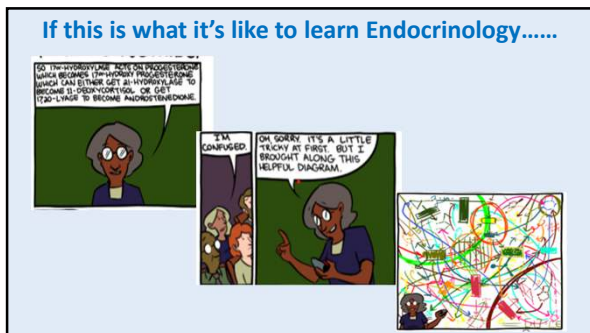 If this is what it's like to learn Endocrinology……
SO 17α-HYDROXYLASE ACTS ON PROGESTERONE
WHICH BECOMES 17α-HYDROXY PROGESTERONE
WHICH CAN EITHER GET 21-HYDROXYLASE TO
BECOME 11-DEOXYCORTISOL OR GET
17,20-LYASE TO BECOME ANDROSTENEDIONE.
I'M
CONFUSED.
OH, SORRY. IT'S A LITTLE
TRICKY AT FIRST. BUT I
BROUGHT ALONG THIS
HELPFUL DIAGRAM.